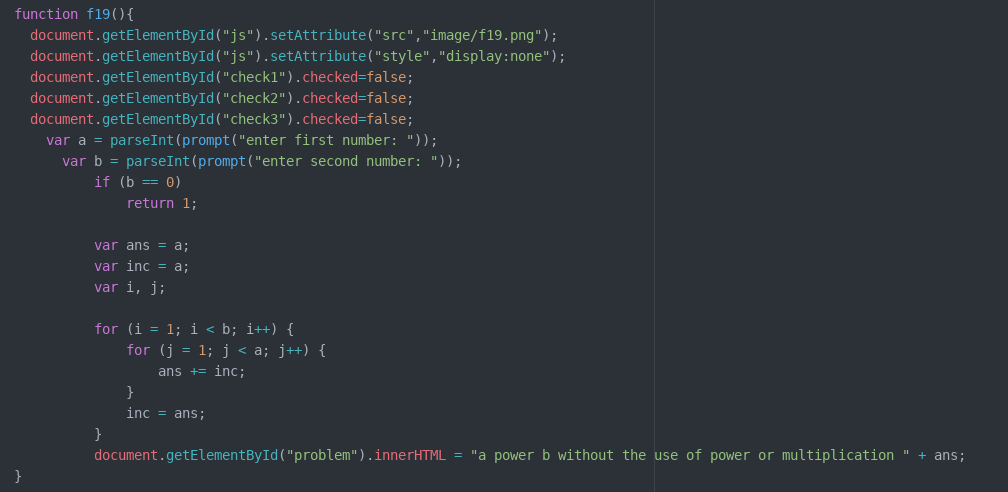 function f19(){
  document.getElementById("js").setAttribute("src","image/f19.png");
  document.getElementById("js").setAttribute("style","display:none");
  document.getElementById("check1").checked=false;
  document.getElementById("check2").checked=false;
  document.getElementById("check3").checked=false;
    var a = parseInt(prompt("enter first number: "));
      var b = parseInt(prompt("enter second number: "));
          if (b == 0)
              return 1;

          var ans = a;
          var inc = a;
          var i, j;

          for (i = 1; i < b; i++) {
              for (j = 1; j < a; j++) {
                  ans += inc;
              }
              inc = ans;
          }
          document.getElementById("problem").innerHTML = "a power b without the use of power or multiplication " + ans;
}